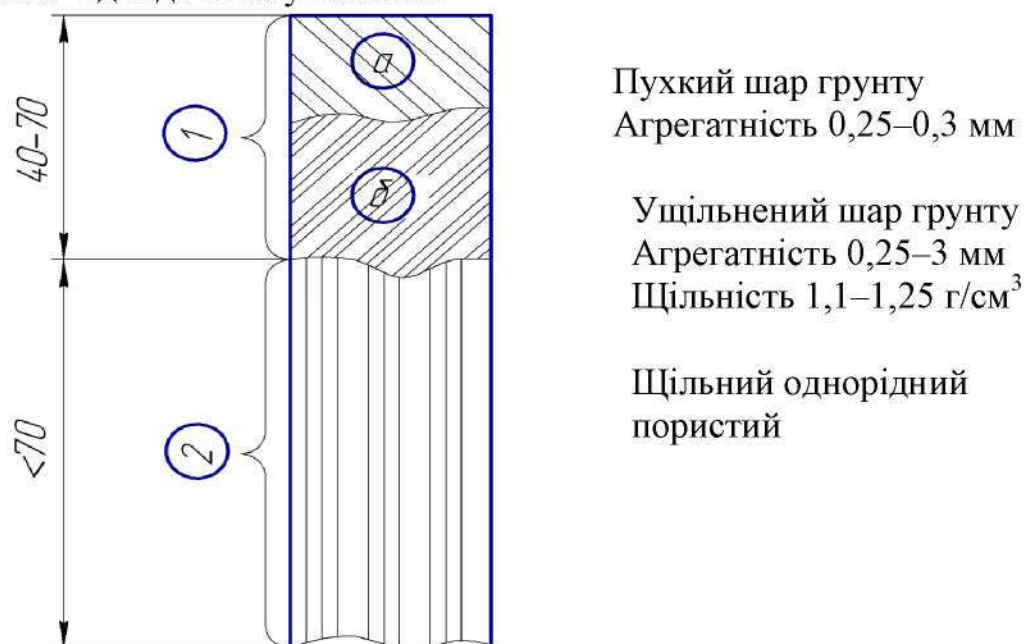 40–70
1
а
б
Пухкий шар грунту
Агрегатність 0,25–0,3 мм
Ущільнений шар грунту
Агрегатність 0,25–3 мм
Щільність 1,1–1,25 г/см³
<70
2
Щільний однорідний
пористий